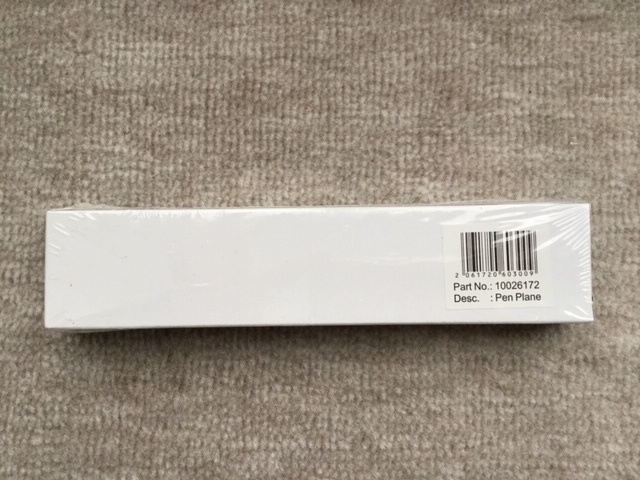 2 061720 603009
Part No.: 10026172
Desc. : Pen Plane